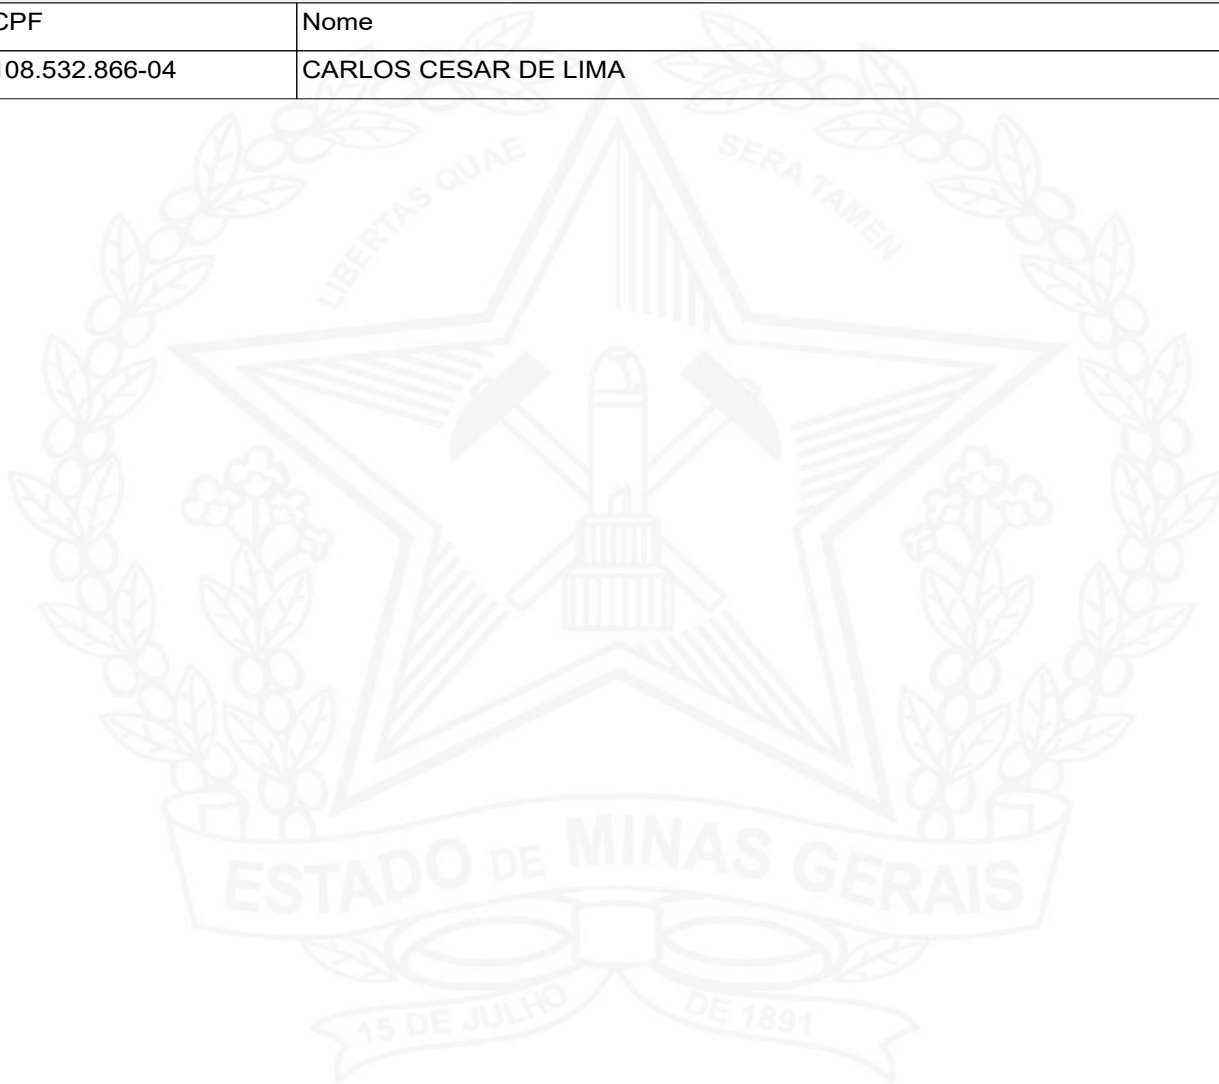 CPF Nome
108.532.866-04 CARLOS CESAR DE LIMA
LIBERTAS QUAE SERA TAMEN
ESTADO DE MINAS GERAIS
15 DE JULHO DE 1891